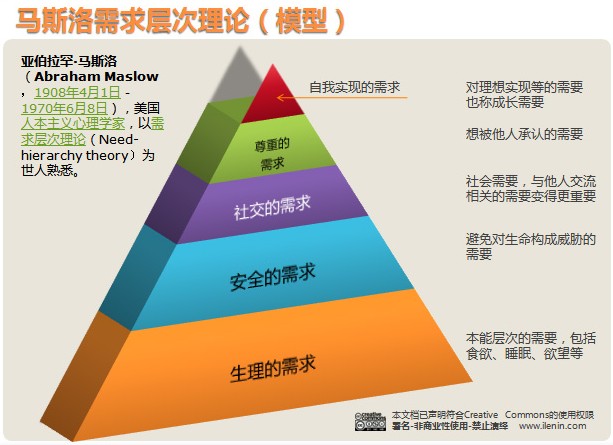 马斯洛需求层次理论（模型）
亚伯拉罕·马斯洛
（Abraham Maslow
，1908年4月1日 -
1970年6月8日），美国
人本主义心理学家，以需
求层次理论（Need-
hierarchy theory）为
世人熟悉。
自我实现的需求
对理想实现等的需要
也称成长需要
尊重的
需求
想被他人承认的需要
社交的需求
社会需要，与他人交流
相关的需要变得更重要
安全的需求
避免对生命构成威胁的
需要
生理的需求
本能层次的需要，包括
食欲、睡眠、欲望等
本文档已声明符合Creative Commons的使用权限
署名-非商业性使用-禁止演绎 www.ilenin.com